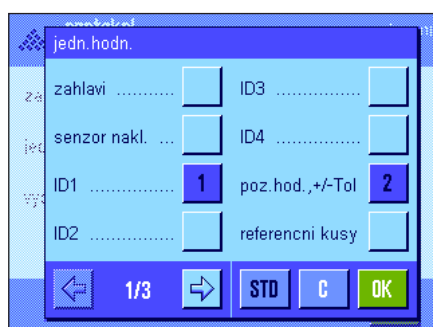 protokol
jedn.hodn.
zahlavi ..........
ID3 ...............
senzor nakl. ...
ID4 ...............
ID1 ............... 1
poz.hod.,+/-Tol 2
ID2 ...............
referencni kusy
1/3
STD
C
OK